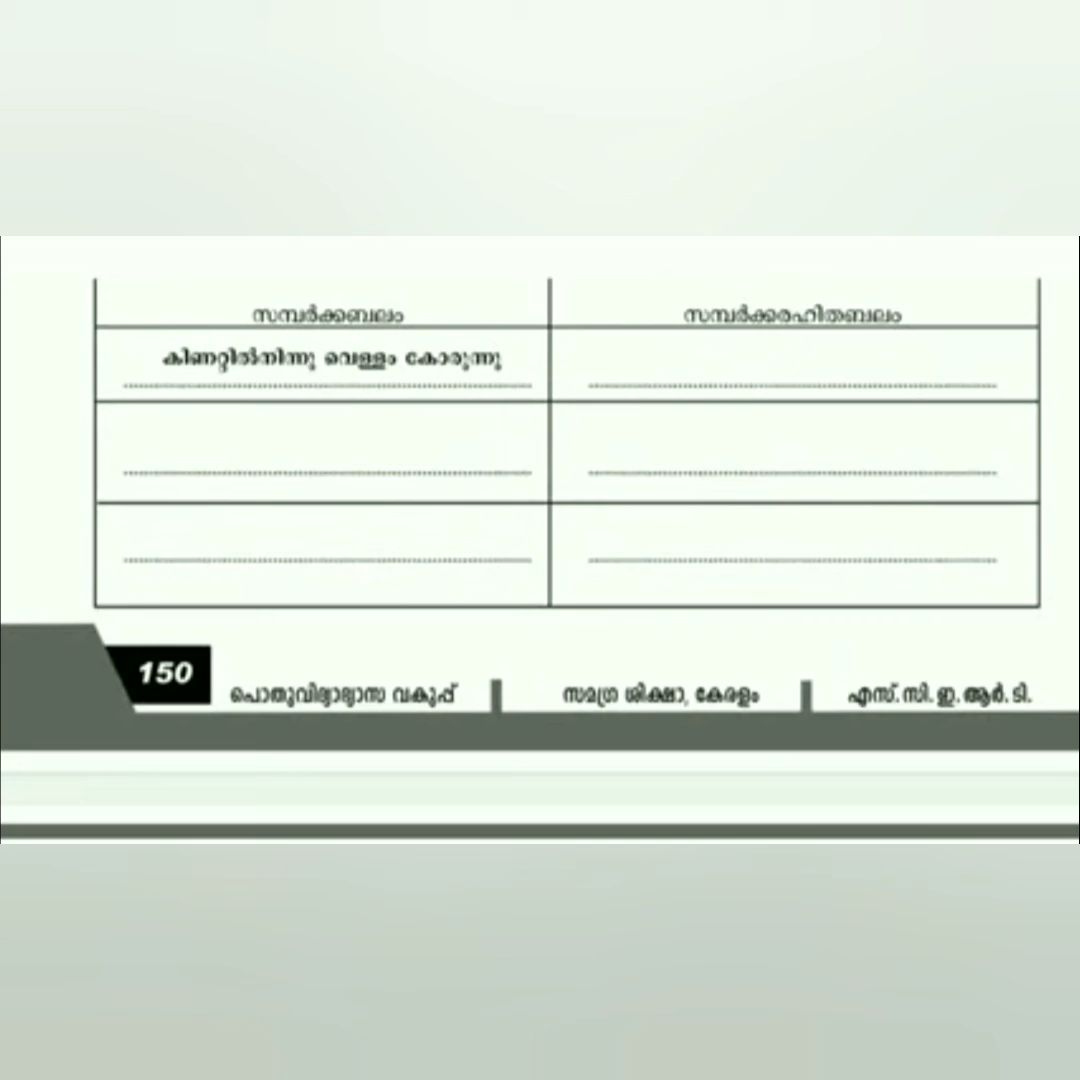 സമ്പർക്കബലം
സമ്പർക്കരഹിതബലം
കിണറ്റിൽനിന്നു വെള്ളം കോരുന്നു
150
പൊതുവിദ്യാഭ്യാസ വകുപ്പ്
സമഗ്ര ശിക്ഷാ, കേരളം
എസ്.സി.ഇ.ആർ.ടി.